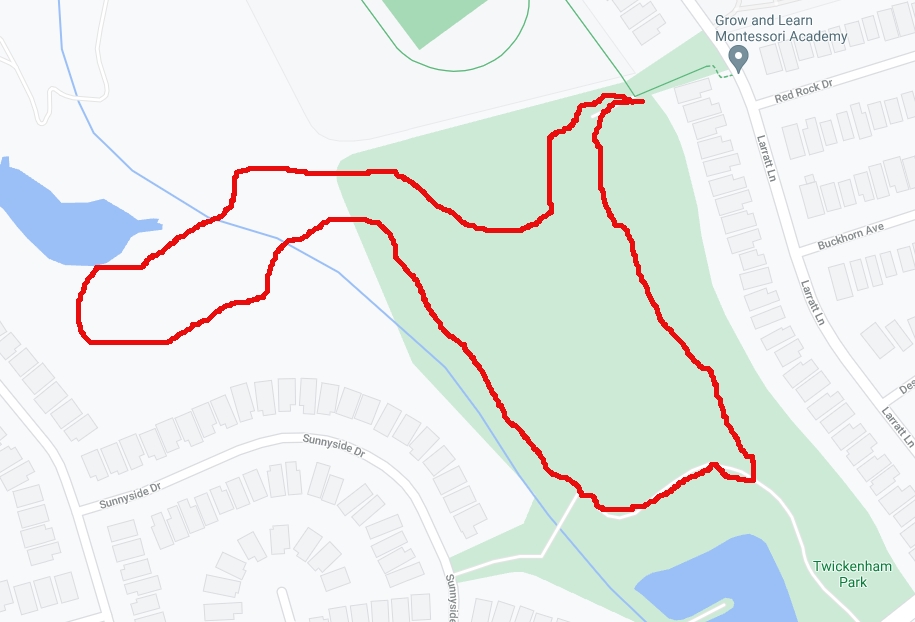 Grow and Learn
Montessori Academy
Red Rock Dr
Larratt Ln
Buckhorn Ave
Larratt Ln
Des
Larratt Ln
Sunnyside Dr
Sunnyside Dr
Twickenham
Park
Sunnyside